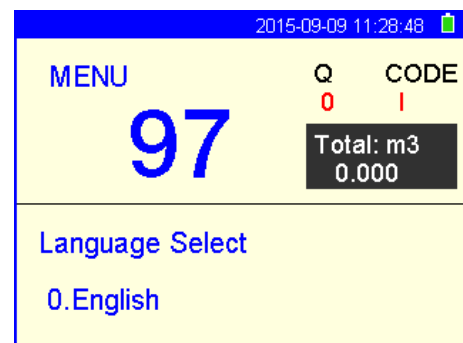 2015-09-09 11:28:48
MENU
97
Q CODE
0 I
Total: m3
0.000
Language Select
0.English